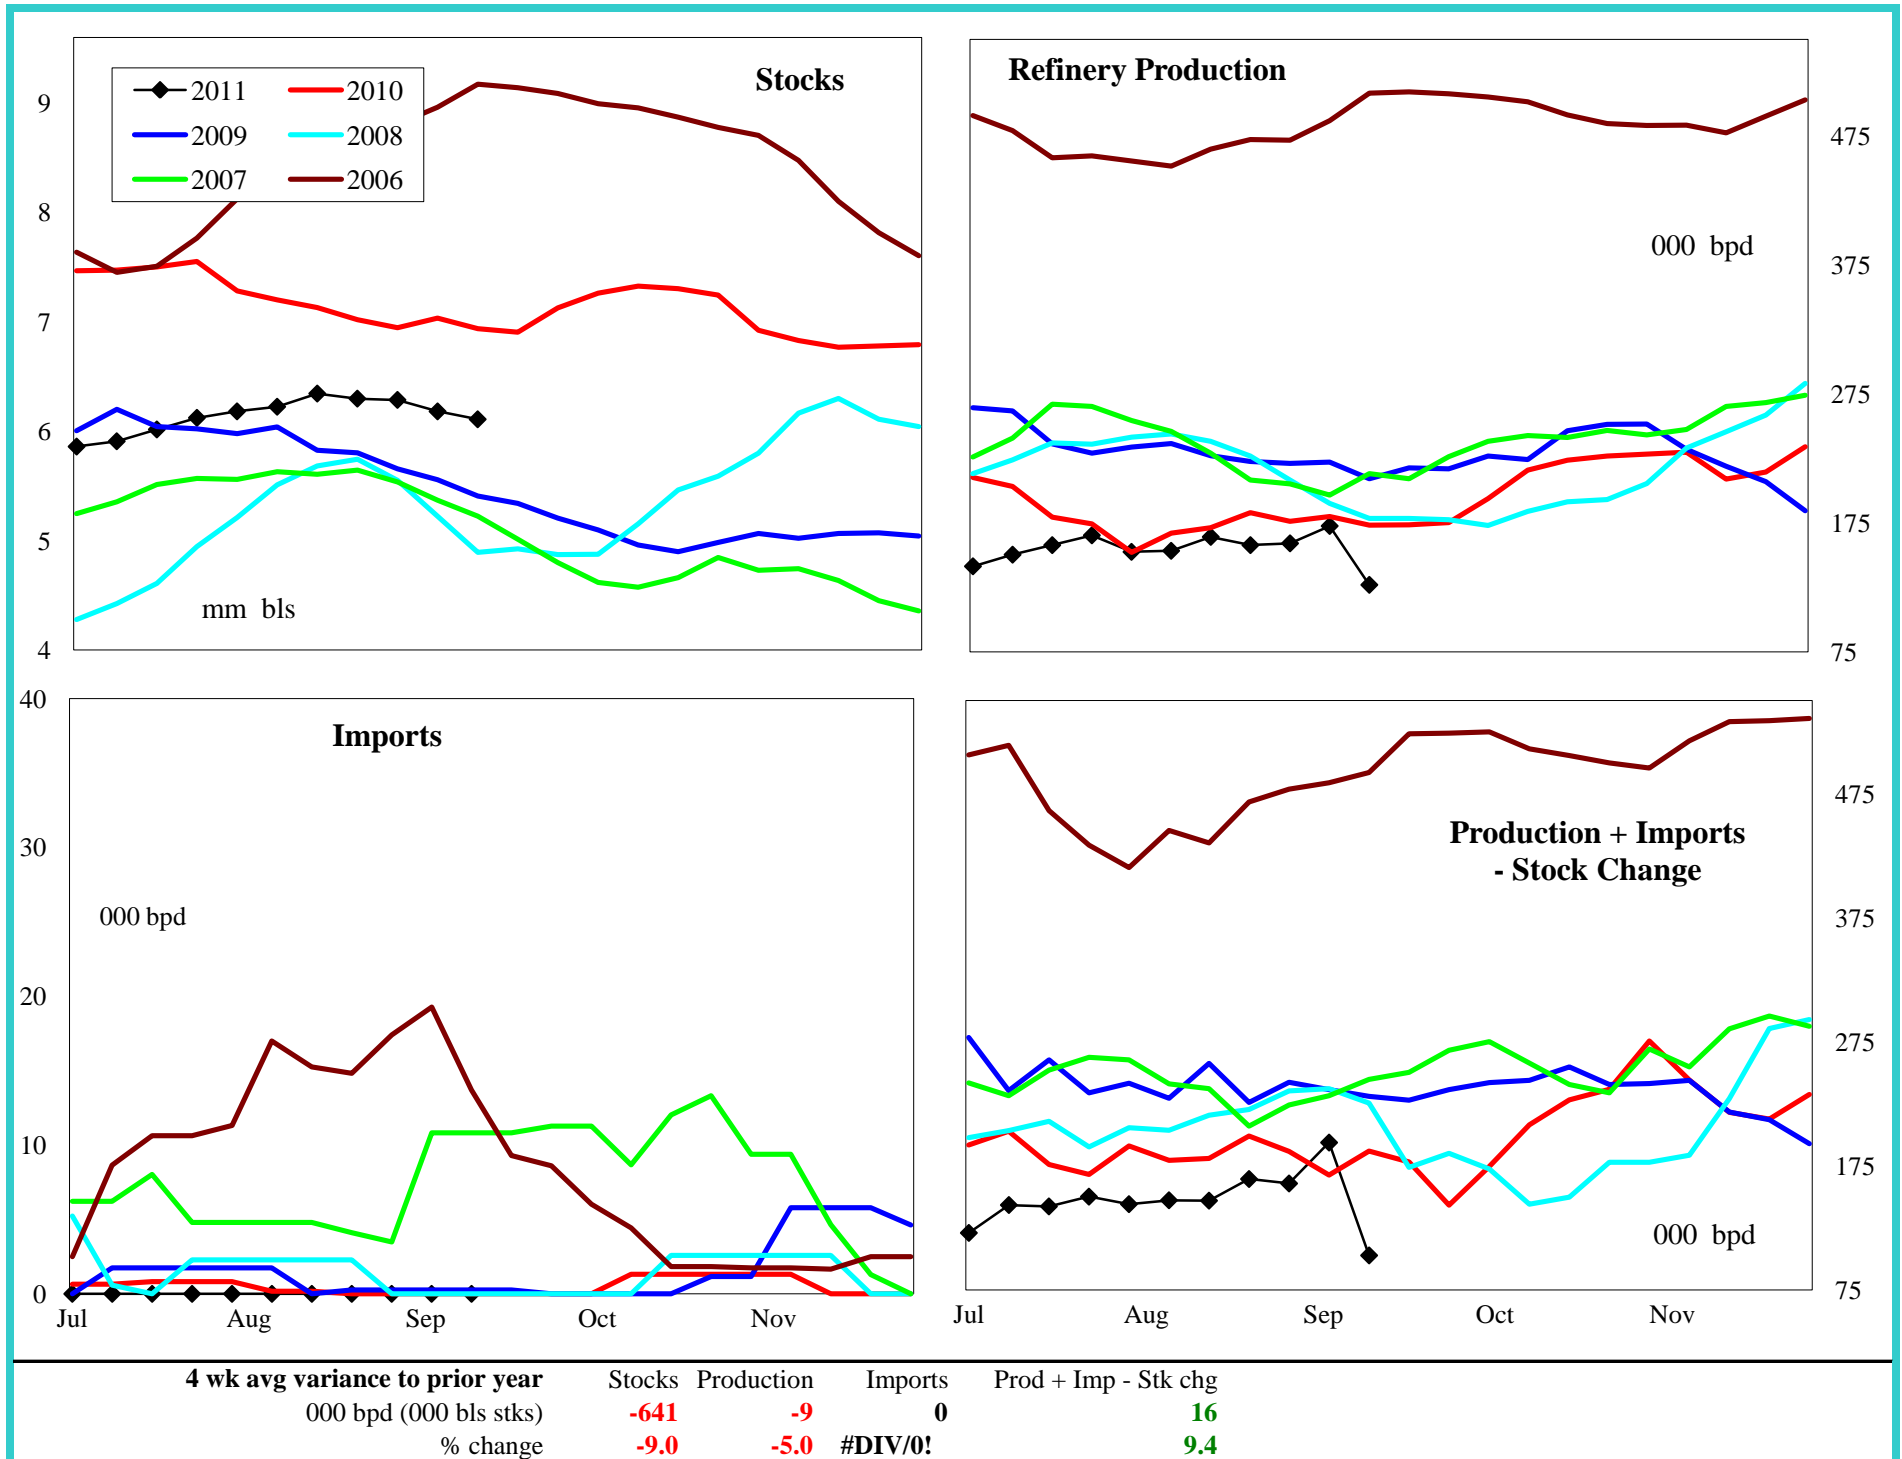 Stocks
2011 2010
2009 2008
2007 2006
9
8
7
6
5
4
mm bls
Refinery Production
000 bpd
475
375
275
175
75
Imports
000 bpd
40
30
20
10
0
Jul Aug Sep Oct Nov
Production + Imports
- Stock Change
000 bpd
475
375
275
175
75
Jul Aug Sep Oct Nov
4 wk avg variance to prior year Stocks Production Imports Prod + Imp - Stk chg
000 bpd (000 bls stks) -641 -9 0 16
% change -9.0 -5.0 #DIV/0! 9.4